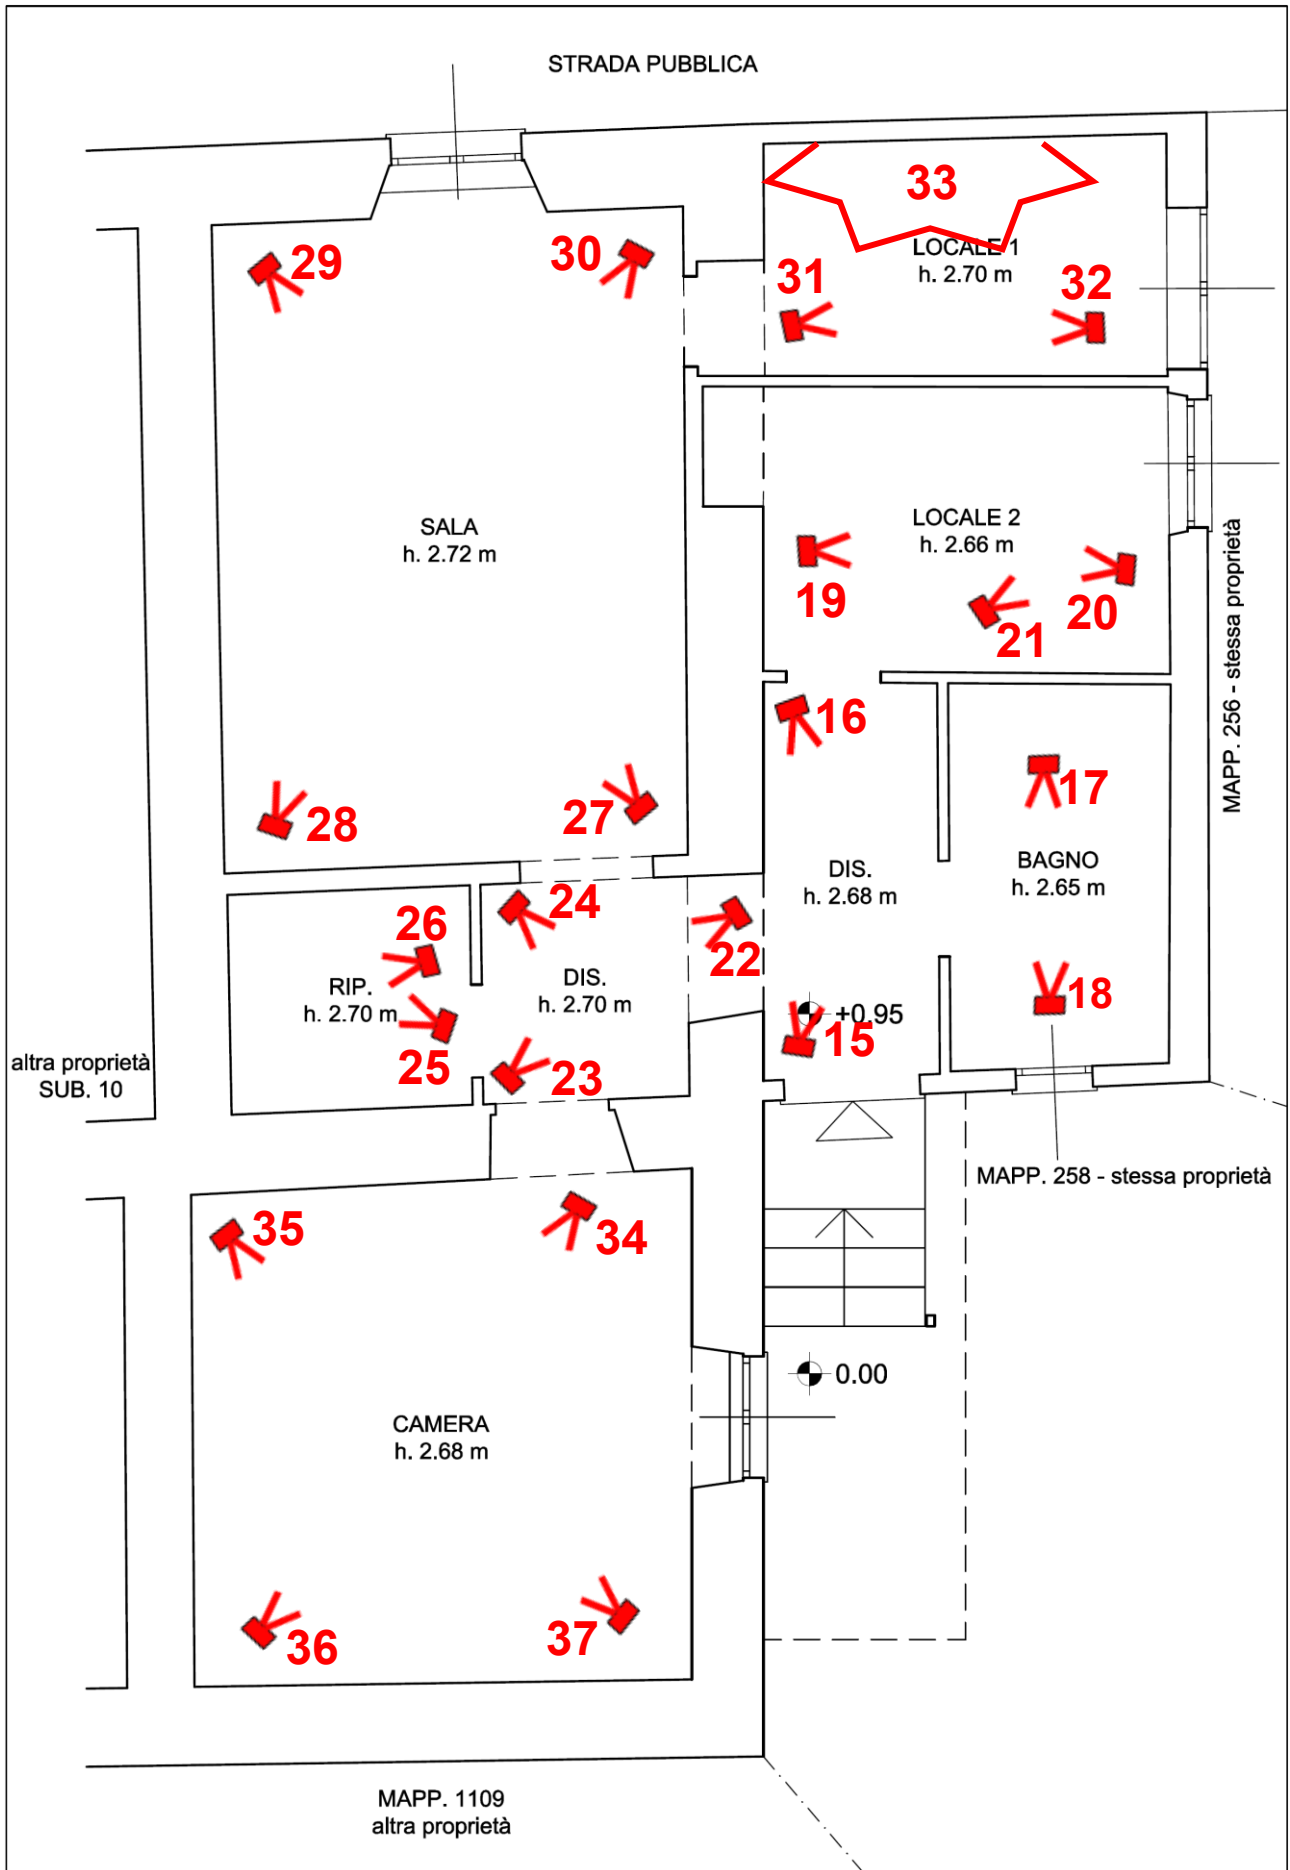 STRADA PUBBLICA
33
LOCALE 1
h. 2.70 m
29
30
31
32
SALA
h. 2.72 m
LOCALE 2
h. 2.66 m
19
20
21
MAPP. 256 - stessa proprietà
16
17
28
27
DIS.
h. 2.68 m
BAGNO
h. 2.65 m
24
26
22
RIP.
h. 2.70 m
DIS.
h. 2.70 m
18
+0.95
15
25
23
altra proprietà
SUB. 10
MAPP. 258 - stessa proprietà
35
34
0.00
CAMERA
h. 2.68 m
36
37
MAPP. 1109
altra proprietà